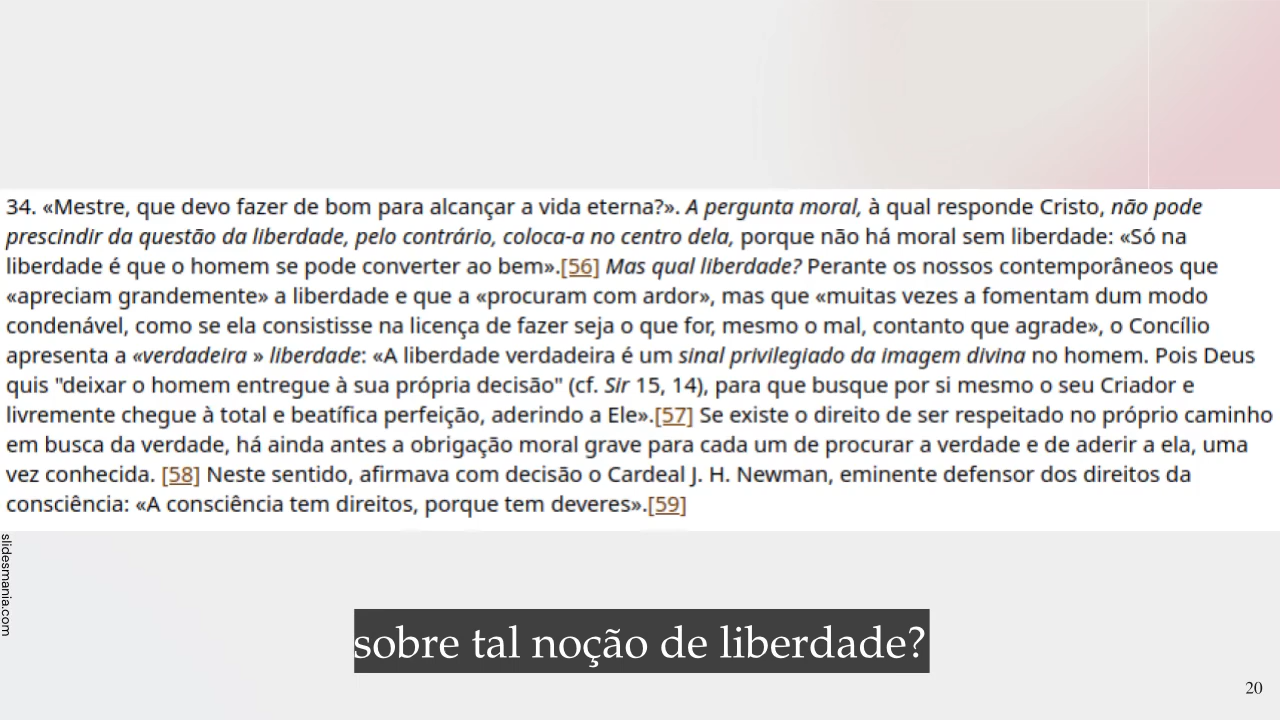 34. «Mestre, que devo fazer de bom para alcançar a vida eterna?». A pergunta moral, à qual responde Cristo, não pode
prescindir da questão da liberdade, pelo contrário, coloca-a no centro dela, porque não há moral sem liberdade: «Só na
liberdade é que o homem se pode converter ao bem».[56] Mas qual liberdade? Perante os nossos contemporâneos que
«apreciam grandemente» a liberdade e que a «procuram com ardor», mas que «muitas vezes a fomentam dum modo
condenável, como se ela consistisse na licença de fazer seja o que for, mesmo o mal, contanto que agrade», o Concílio
apresenta a «verdadeira » liberdade: «A liberdade verdadeira é um sinal privilegiado da imagem divina no homem. Pois Deus
quis "deixar o homem entregue à sua própria decisão" (cf. Sir 15, 14), para que busque por si mesmo o seu Criador e
livremente chegue à total e beatífica perfeição, aderindo a Ele».[57] Se existe o direito de ser respeitado no próprio caminho
em busca da verdade, há ainda antes a obrigação moral grave para cada um de procurar a verdade e de aderir a ela, uma
vez conhecida. [58] Neste sentido, afirmava com decisão o Cardeal J. H. Newman, eminente defensor dos direitos da
consciência: «A consciência tem direitos, porque tem deveres».[59]
slidesmania.com
sobre tal noção de liberdade?
20